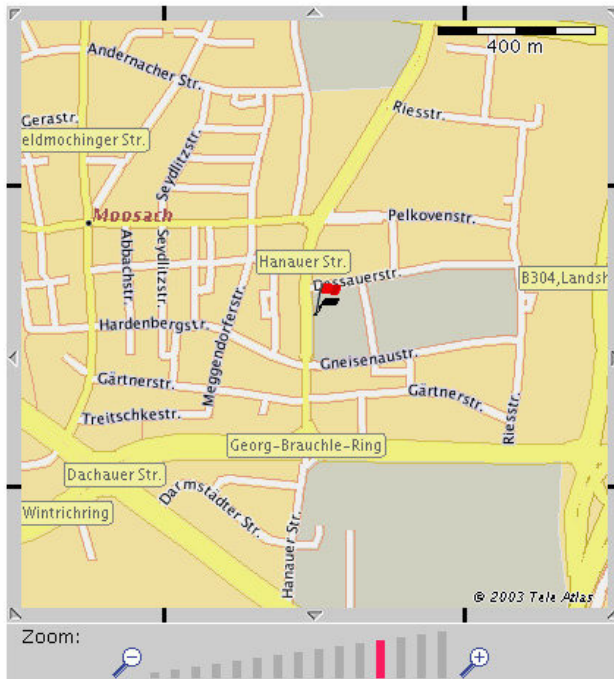 400 m
Andernacher Str.
Riesstr.
Gerastr.
eldmochinger Str.
Seydlitzstr.
Moosach
Pelkovenstr.
Abbachstr.
Seydlitzstr.
Hanauer Str.
Dessauerstr.
B304,Landsh
Meggendorferstr.
Hardenbergstr.
Gneisenaustr.
Gärtnerstr.
Gärtnerstr.
Treitschkestr.
Riesstr.
Georg-Brauchle-Ring
Dachauer Str.
Darmstädter Str.
Wintrichring
Hanauer Str.
© 2003 Tele Atlas
Zoom: